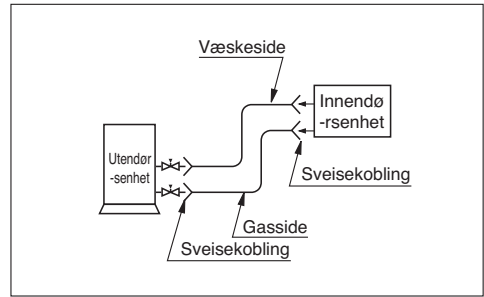 Væskeside
Innendø
-rsenhet
Utendør
-senhet
Sveisekobling
Gasside
Sveisekobling